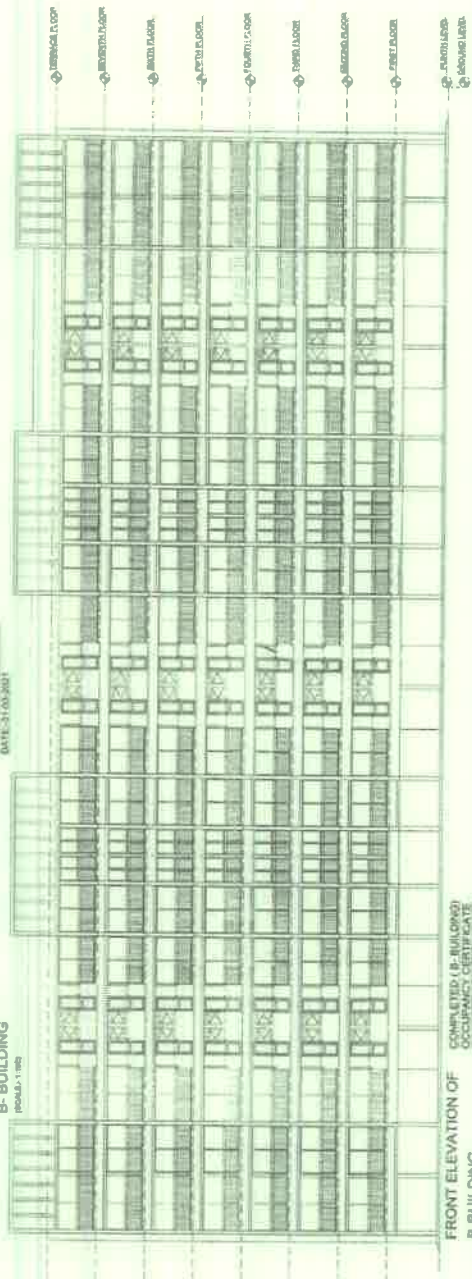 DATE:-31-03-2021
B- BUILDING
(SCALE:- 1:100)
TERRACE FLOOR
SEVENTH FLOOR
SIXTH FLOOR
FIFTH FLOOR
FOURTH FLOOR
THIRD FLOOR
SECOND FLOOR
FIRST FLOOR
PLINTH LEVEL
GROUND LEVEL
FRONT ELEVATION OF
B- BUILDING
COMPLETED ( B- BUILDING)
OCCUPANCY CERTIFICATE